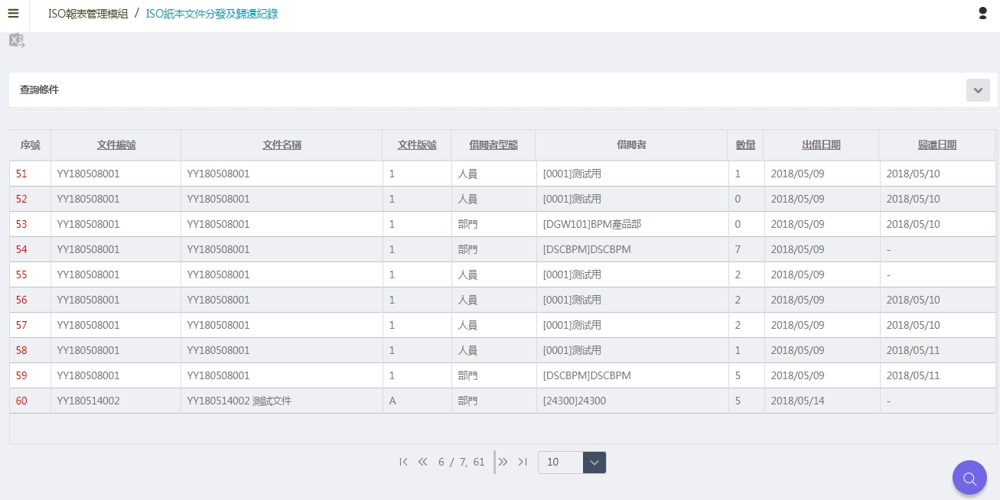 ISO報表管理模組 / ISO紙本文件分發及歸還紀錄
查詢條件
序號 文件編號 文件名稱 文件版號 借閱者型態 借閱者 數量 出借日期 歸還日期
51 YY180508001 YY180508001 1 人員 [0001]测试用 1 2018/05/09 2018/05/10
52 YY180508001 YY180508001 1 人員 [0001]测试用 0 2018/05/09 2018/05/10
53 YY180508001 YY180508001 1 部門 [DGW101]BPM產品部 0 2018/05/09 2018/05/10
54 YY180508001 YY180508001 1 部門 [DSCBPM]DSCBPM 7 2018/05/09 -
55 YY180508001 YY180508001 1 人員 [0001]测试用 2 2018/05/09 -
56 YY180508001 YY180508001 1 人員 [0001]测试用 2 2018/05/09 2018/05/10
57 YY180508001 YY180508001 1 人員 [0001]测试用 2 2018/05/09 2018/05/10
58 YY180508001 YY180508001 1 人員 [0001]测试用 1 2018/05/09 2018/05/11
59 YY180508001 YY180508001 1 部門 [DSCBPM]DSCBPM 5 2018/05/09 2018/05/11
60 YY180514002 YY180514002 測試文件 A 部門 [24300]24300 5 2018/05/14 -
6 / 7, 61 10